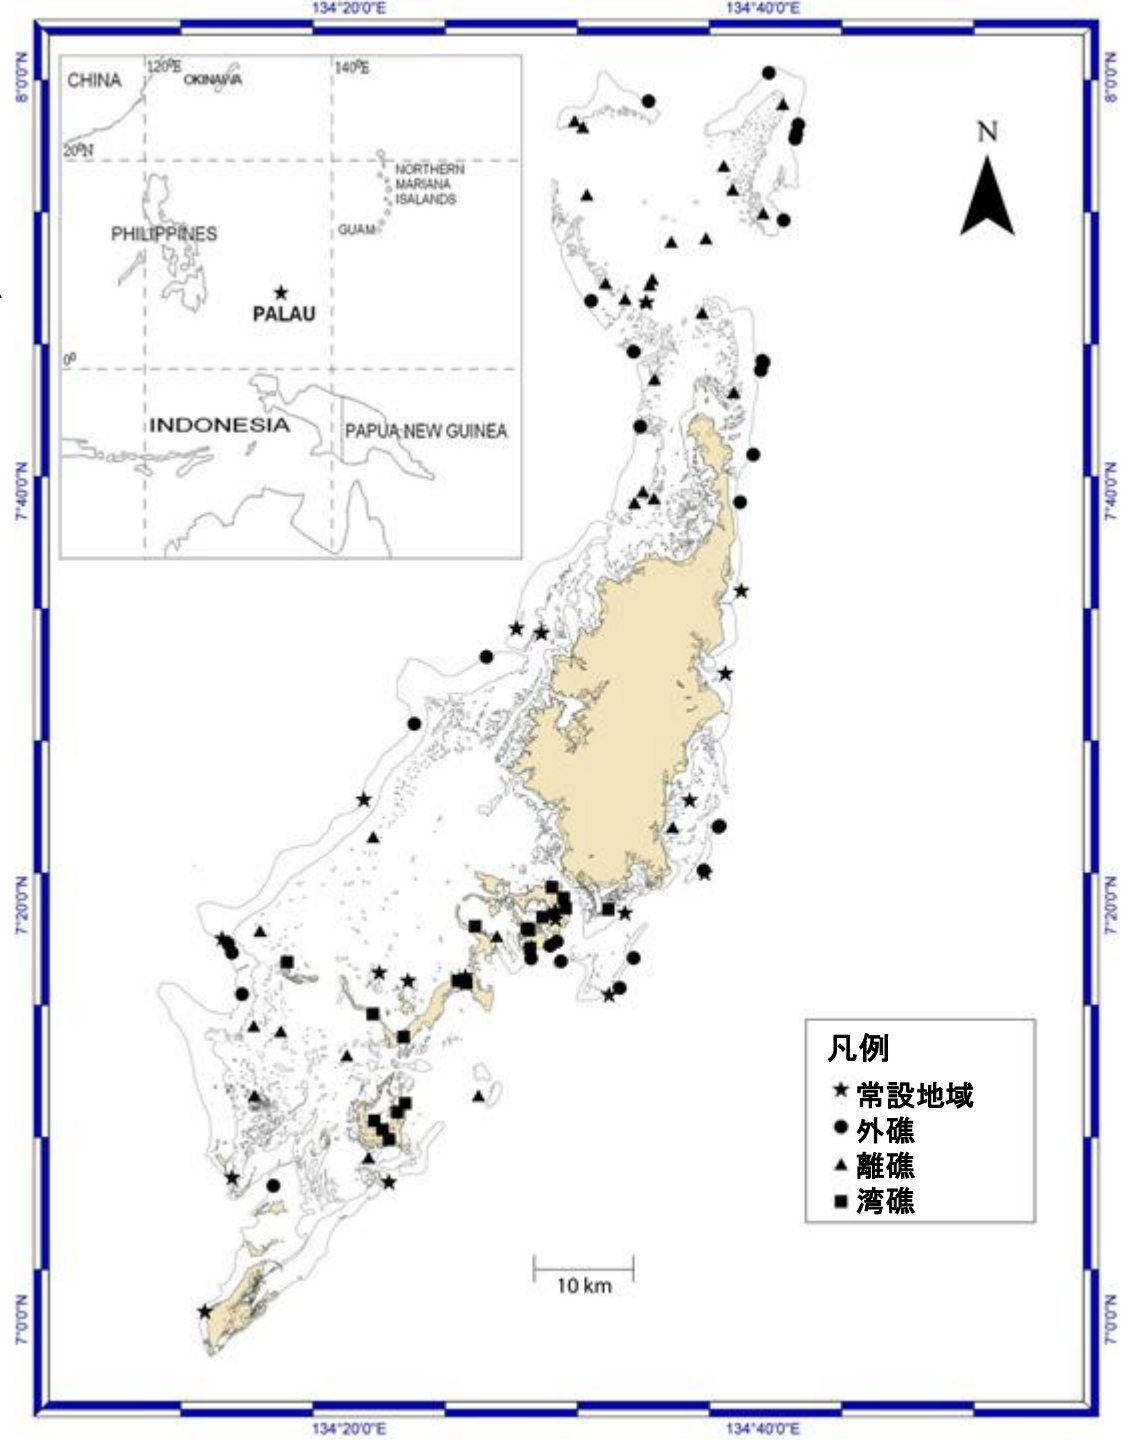 134°20'0"E
134°40'0"E
8°0'0"N
8°0'0"N
120°E
140°E
CHINA
OKINAWA
20°N
NORTHERN
MARIANA
ISALANDS
GUAM
PHILIPPINES
PALAU
0°
INDONESIA
PAPUA NEW GUINEA
N
7°40'0"N
7°40'0"N
7°20'0"N
7°20'0"N
凡例
常設地域
外礁
離礁
湾礁
10 km
7°0'0"N
7°0'0"N
134°20'0"E
134°40'0"E